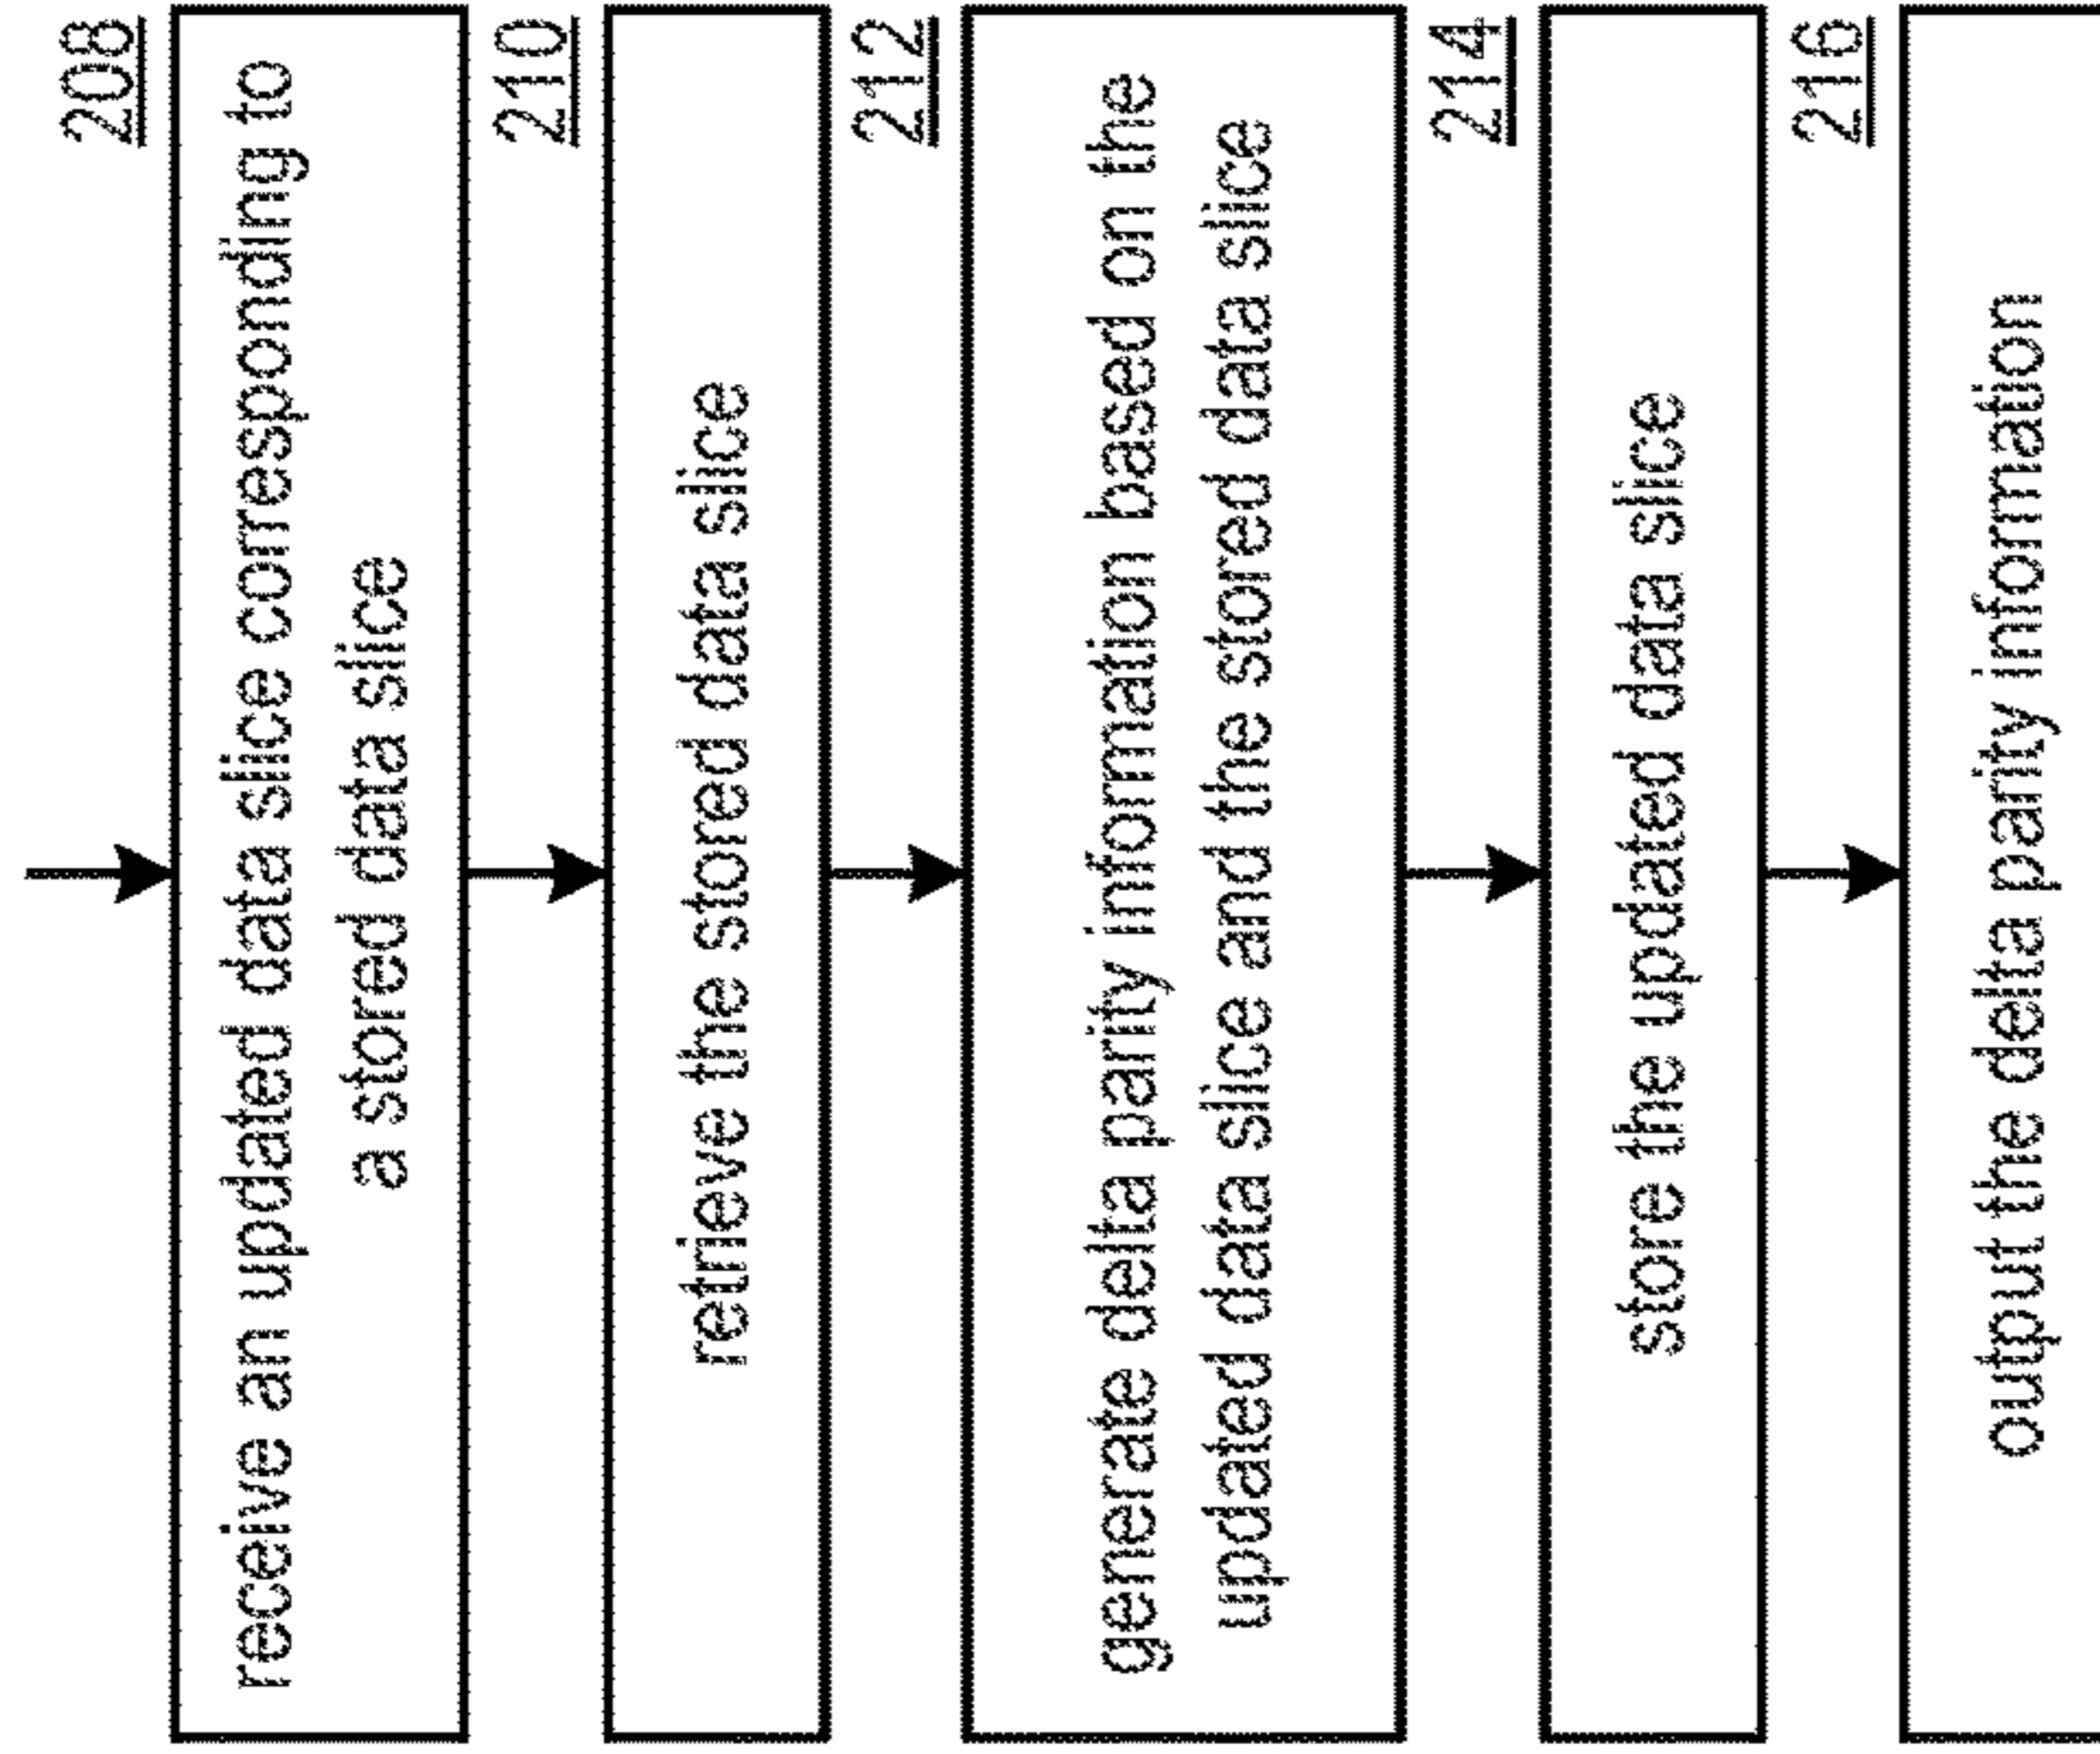 208
receive an updated data slice corresponding to
a stored data slice
210
retrieve the stored data slice
212
generate delta parity information based on the
updated data slice and the stored data slice
214
store the updated data slice
216
output the delta parity information